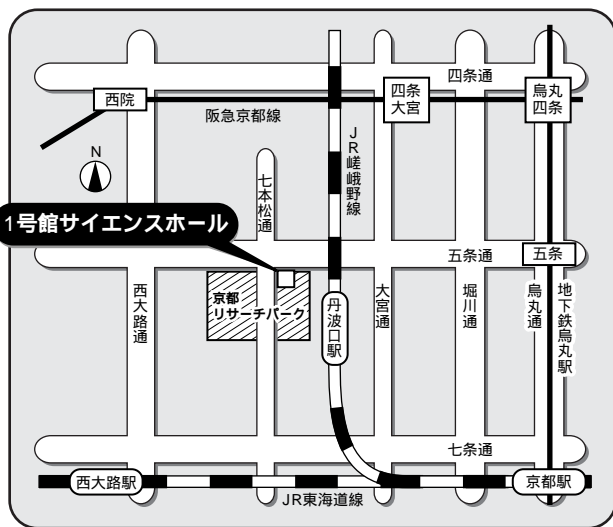 四条通
西院
四条
大宮
烏丸
四条
阪急京都線
JR嵯峨野線
N
七本松通
1号館サイエンスホール
五条通
五条
西大路通
京都
リサーチパーク
丹波口駅
大宮通
堀川通
烏丸通
地下鉄烏丸駅
七条通
西大路駅
京都駅
JR東海道線